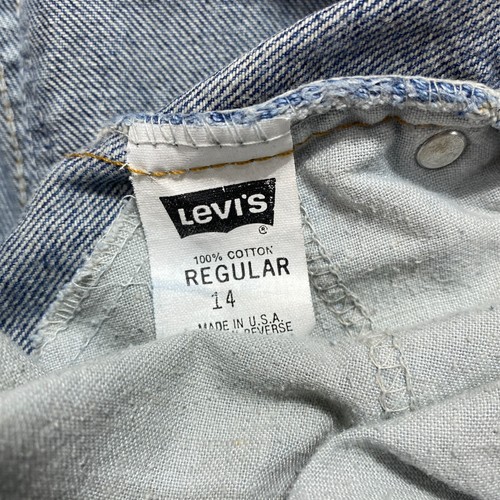 Levi's
®
100% COTTON
REGULAR
14
MADE IN U.S.A.
REVERSE